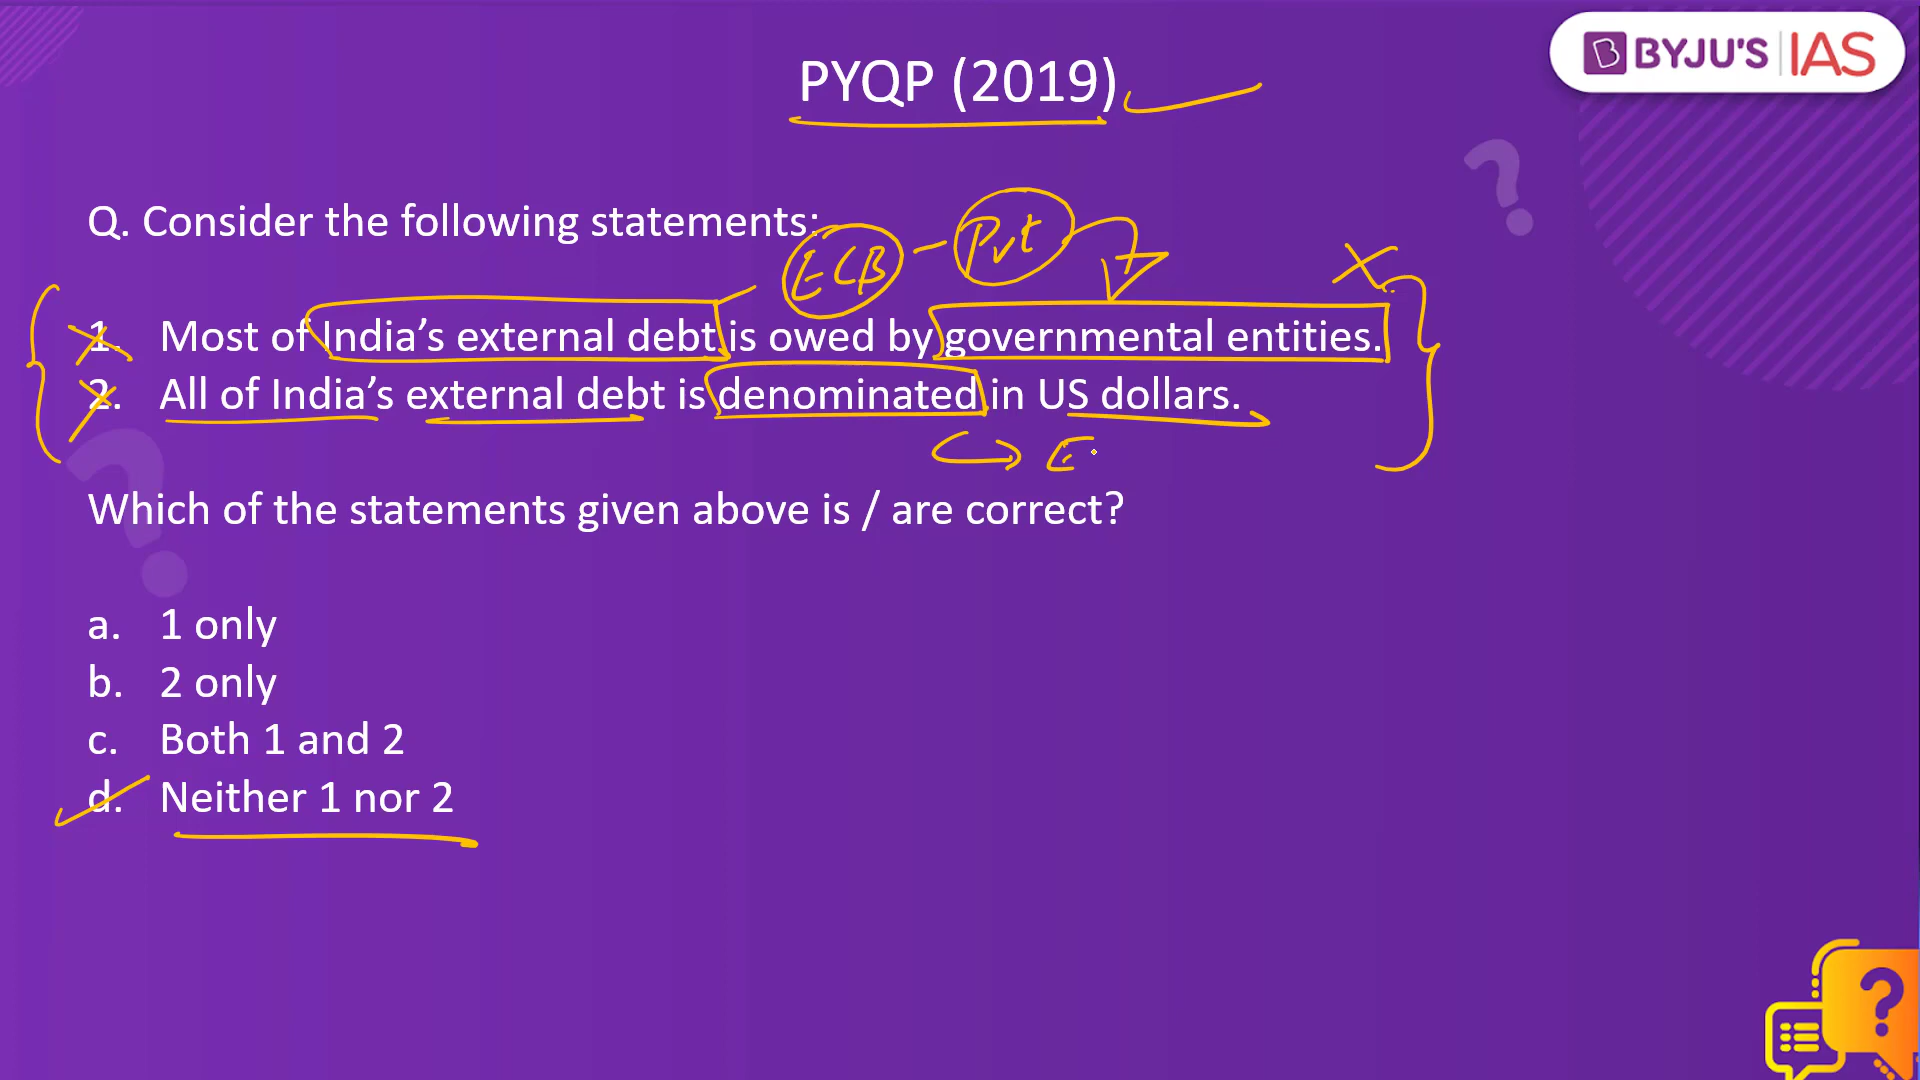 PYQP (2019)
BYJU'S IAS
Q. Consider the following statements:
ECB - Pvt
1. Most of India's external debt is owed by governmental entities.
2. All of India's external debt is denominated in US dollars.
E
Which of the statements given above is / are correct?
a. 1 only
b. 2 only
c. Both 1 and 2
d. Neither 1 nor 2